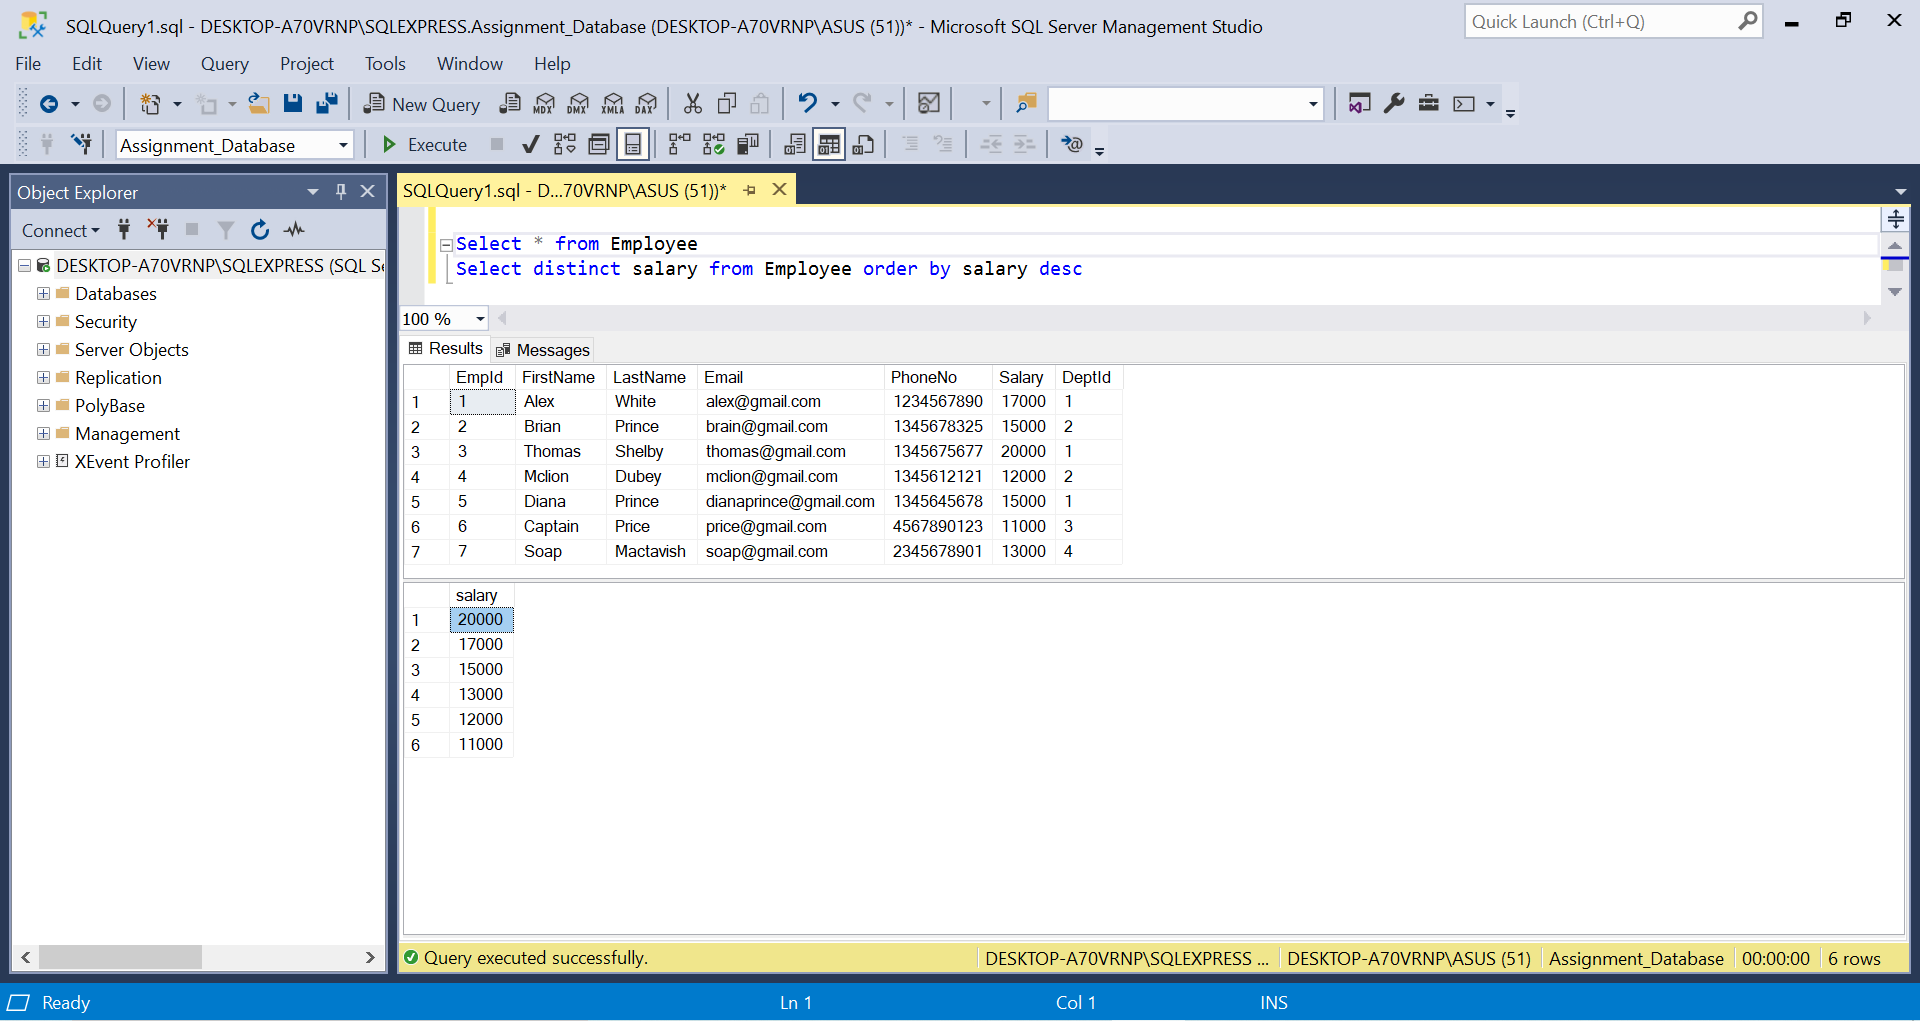 SQLQuery1.sql - DESKTOP-A70VRNP\SQLEXPRESS.Assignment_Database (DESKTOP-A70VRNP\ASUS (51))* - Microsoft SQL Server Management Studio
Quick Launch (Ctrl+Q)
File Edit View Query Project Tools Window Help
New Query MDX DMX XMLA DAX
Assignment_Database Execute
Object Explorer
Connect
DESKTOP-A70VRNP\SQLEXPRESS (SQL Se
Databases
Security
Server Objects
Replication
PolyBase
Management
XEvent Profiler
SQLQuery1.sql - D...70VRNP\ASUS (51))*
Select * from Employee
Select distinct salary from Employee order by salary desc
100 %
Results Messages
EmpId FirstName LastName Email PhoneNo Salary DeptId
1 1 Alex White alex@gmail.com 1234567890 17000 1
2 2 Brian Prince brain@gmail.com 1345678325 15000 2
3 3 Thomas Shelby thomas@gmail.com 1345675677 20000 1
4 4 Mclion Dubey mclion@gmail.com 1345612121 12000 2
5 5 Diana Prince dianaprince@gmail.com 1345645678 15000 1
6 6 Captain Price price@gmail.com 4567890123 11000 3
7 7 Soap Mactavish soap@gmail.com 2345678901 13000 4
salary
1 20000
2 17000
3 15000
4 13000
5 12000
6 11000
Query executed successfully. DESKTOP-A70VRNP\SQLEXPRESS ... DESKTOP-A70VRNP\ASUS (51) Assignment_Database 00:00:00 6 rows
Ready Ln 1 Col 1 INS